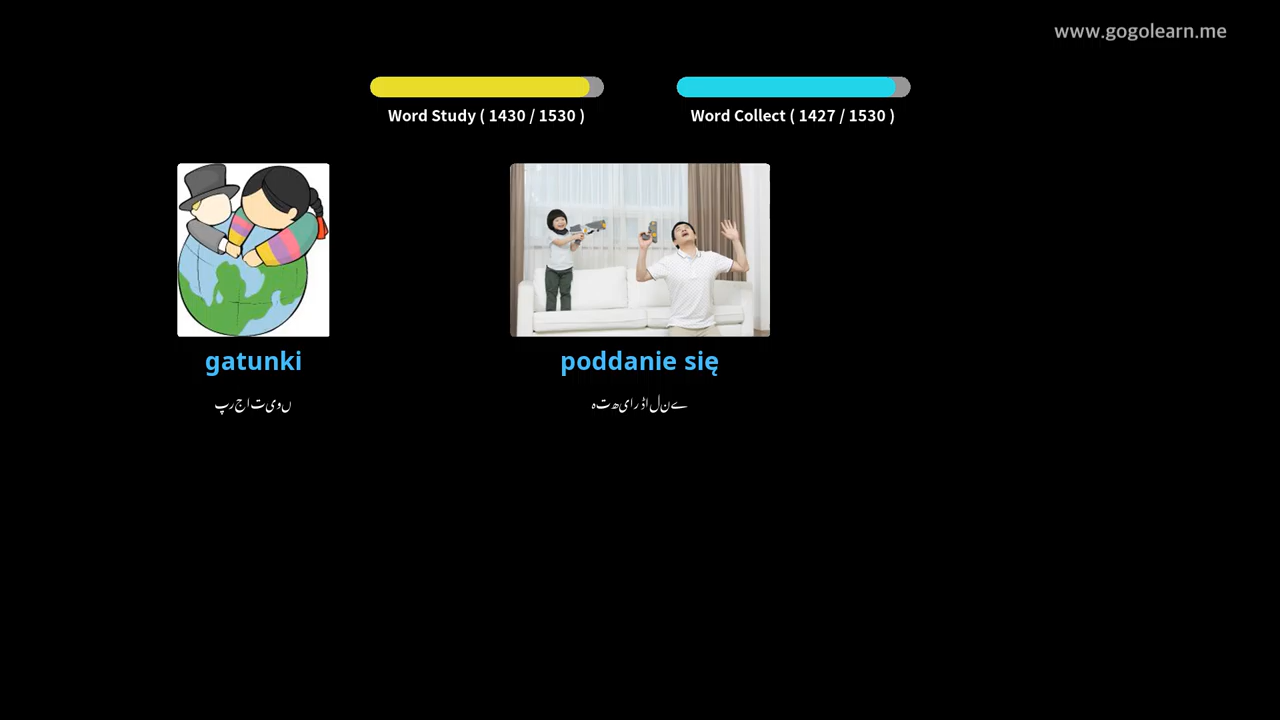 www.gogolearn.me
Word Study ( 1430 / 1530 )
Word Collect ( 1427 / 1530 )
gatunki
پرجاتیوں
poddanie się
ہتھیار ڈالنے